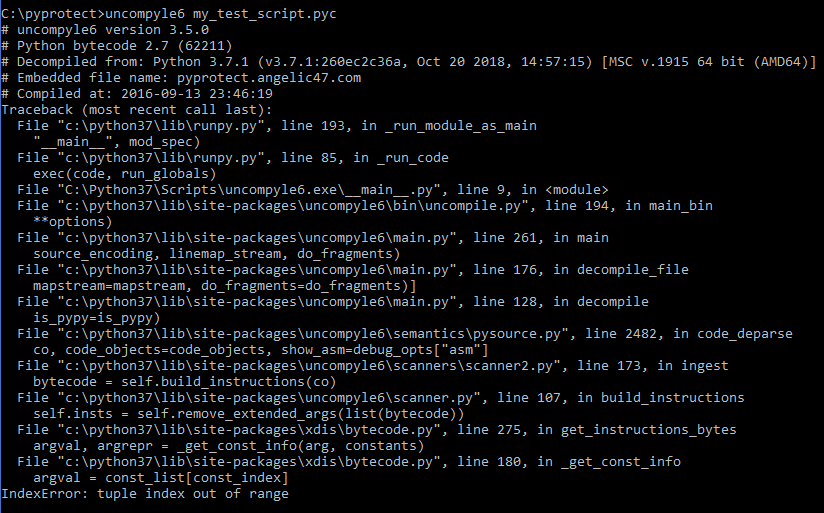 C:\pyprotect>uncompyle6 my_test_script.pyc
# uncompyle6 version 3.5.0
# Python bytecode 2.7 (62211)
# Decompiled from: Python 3.7.1 (v3.7.1:260ec2c36a, Oct 20 2018, 14:57:15) [MSC v.1915 64 bit (AMD64)]
# Embedded file name: pyprotect.angelic47.com
# Compiled at: 2016-09-13 23:46:19
Traceback (most recent call last):
  File "c:\python37\lib\runpy.py", line 193, in _run_module_as_main
    "__main__", mod_spec)
  File "c:\python37\lib\runpy.py", line 85, in _run_code
    exec(code, run_globals)
  File "C:\Python37\Scripts\uncompyle6.exe\__main__.py", line 9, in <module>
  File "c:\python37\lib\site-packages\uncompyle6\bin\uncompile.py", line 194, in main_bin
    **options)
  File "c:\python37\lib\site-packages\uncompyle6\main.py", line 261, in main
    source_encoding, linemap_stream, do_fragments)
  File "c:\python37\lib\site-packages\uncompyle6\main.py", line 176, in decompile_file
    mapstream=mapstream, do_fragments=do_fragments)]
  File "c:\python37\lib\site-packages\uncompyle6\main.py", line 128, in decompile
    is_pypy=is_pypy)
  File "c:\python37\lib\site-packages\uncompyle6\semantics\pysource.py", line 2482, in code_deparse
    co, code_objects=code_objects, show_asm=debug_opts["asm"]
  File "c:\python37\lib\site-packages\uncompyle6\scanners\scanner2.py", line 173, in ingest
    bytecode = self.build_instructions(co)
  File "c:\python37\lib\site-packages\uncompyle6\scanner.py", line 107, in build_instructions
    self.insts = self.remove_extended_args(list(bytecode))
  File "c:\python37\lib\site-packages\xdis\bytecode.py", line 275, in get_instructions_bytes
    argval, argrepr = _get_const_info(arg, constants)
  File "c:\python37\lib\site-packages\xdis\bytecode.py", line 180, in _get_const_info
    argval = const_list[const_index]
IndexError: tuple index out of range